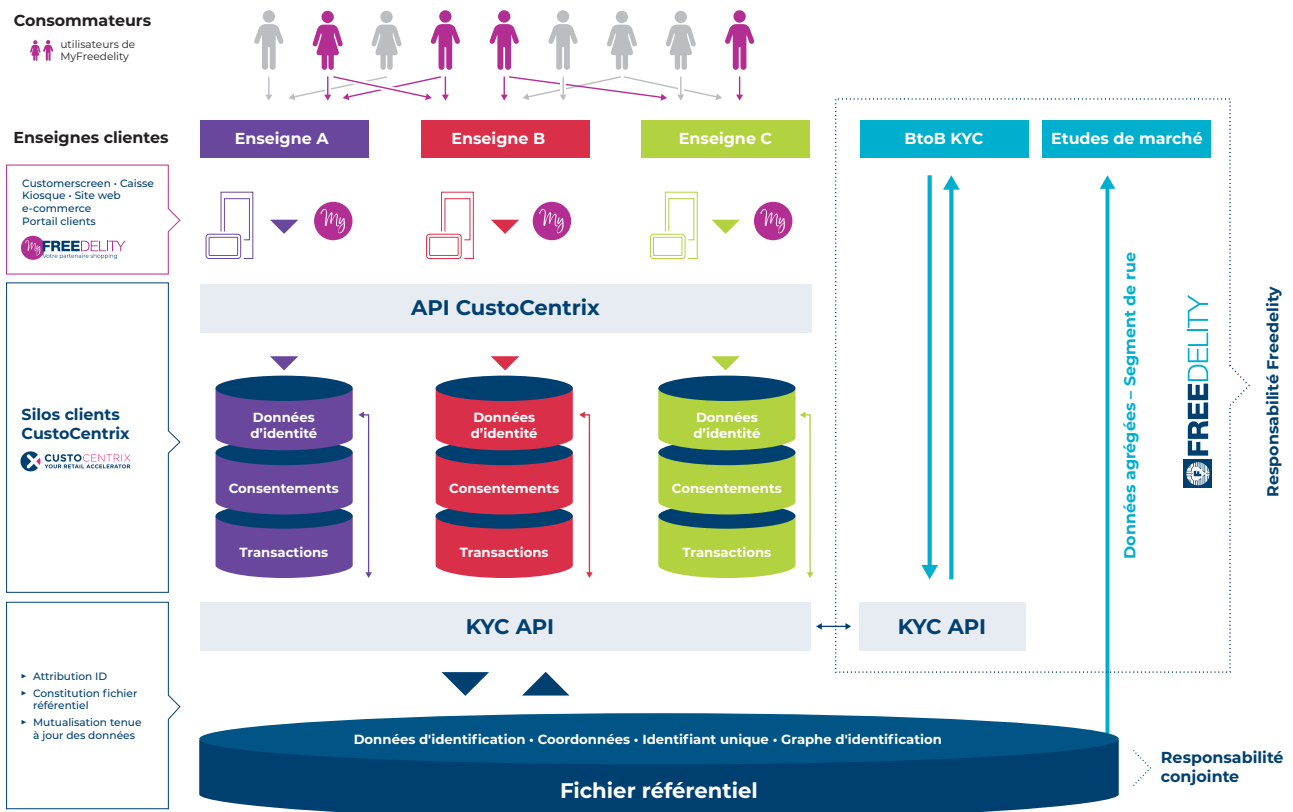 Consommateurs
utilisateurs de
MyFreedelity
Enseignes clientes
Enseigne A
Enseigne B
Enseigne C
BtoB KYC
Etudes de marché
Customerscreen • Caisse
Kiosque • Site web
e-commerce
Portail clients
My FREEDELITY
Votre partenaire shopping
My
My
My
API CustoCentrix
Silos clients
CustoCentrix
CUSTOCENTRIX
YOUR RETAIL ACCELERATOR
Données
d'identité
Consentements
Transactions
Données
d'identité
Consentements
Transactions
Données
d'identité
Consentements
Transactions
Données agrégées – Segment de rue
FREEDELITY
Responsabilité Freedelity
KYC API
KYC API
▸ Attribution ID
▸ Constitution fichier
référentiel
▸ Mutualisation tenue
à jour des données
Données d'identification • Coordonnées • Identifiant unique • Graphe d'identification
Fichier référentiel
Responsabilité
conjointe